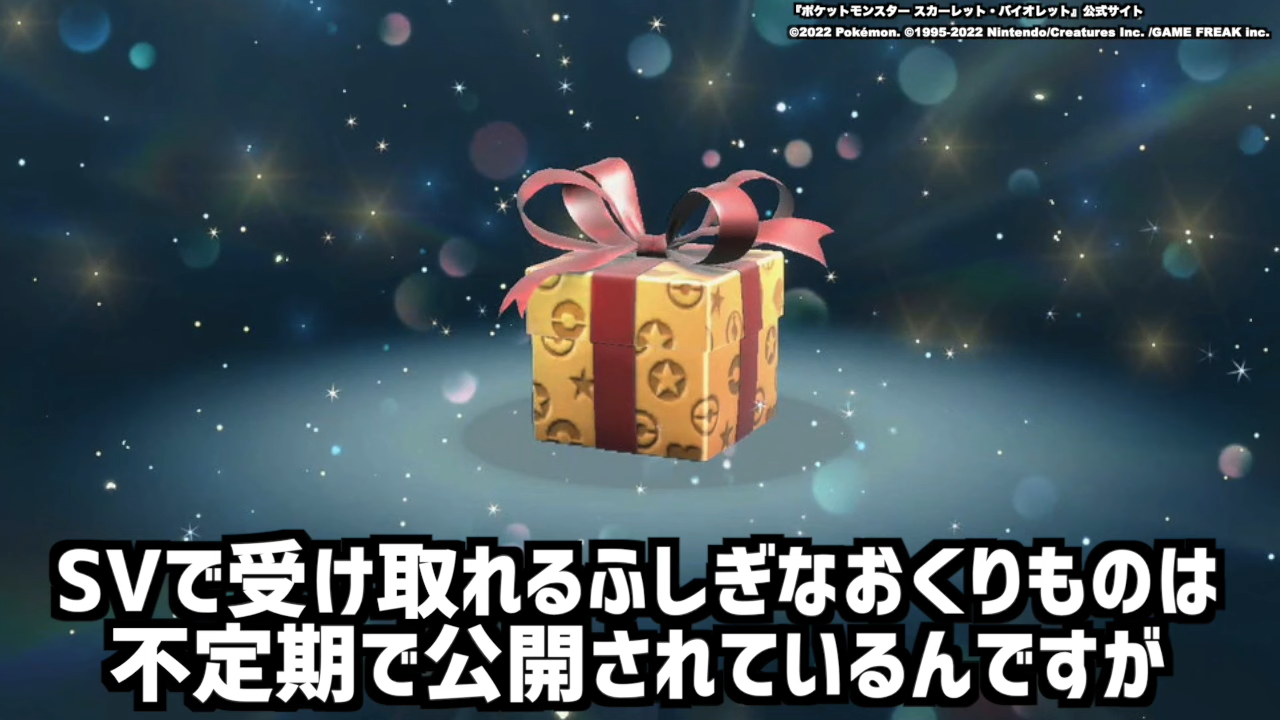 『ポケットモンスター スカーレット・バイオレット』公式サイト
©2022 Pokémon. ©1995-2022 Nintendo/Creatures Inc. /GAME FREAK inc.
SVで受け取れるふしぎなおくりものは
不定期で公開されているんですが